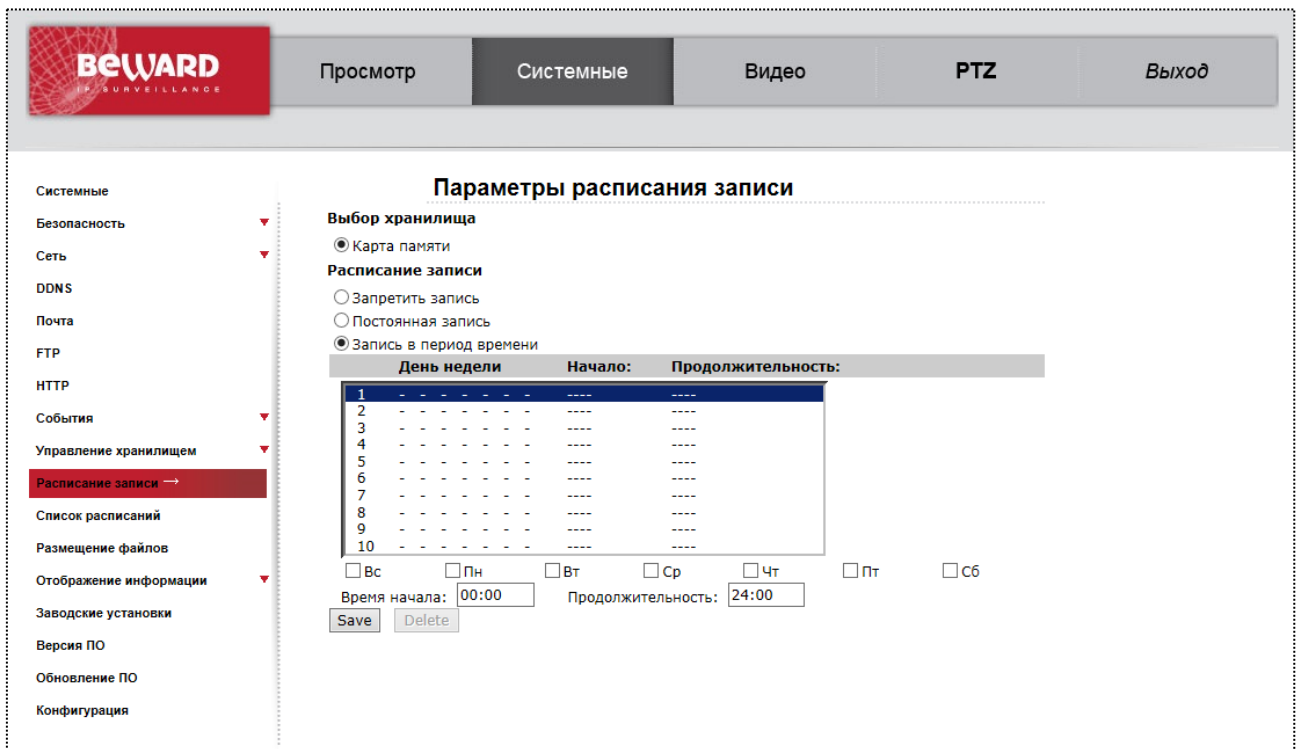 BEWARD
IP SURVEILLANCE
Просмотр
Системные
Видео
PTZ
Выход
Системные
Безопасность
Сеть
DDNS
Почта
FTP
HTTP
События
Управление хранилищем
Расписание записи →
Список расписаний
Размещение файлов
Отображение информации
Заводские установки
Версия ПО
Обновление ПО
Конфигурация
Параметры расписания записи
Выбор хранилища
Карта памяти
Расписание записи
Запретить запись
Постоянная запись
Запись в период времени
День недели Начало: Продолжительность:
1 - - - - - - - ---- ----
2 - - - - - - - ---- ----
3 - - - - - - - ---- ----
4 - - - - - - - ---- ----
5 - - - - - - - ---- ----
6 - - - - - - - ---- ----
7 - - - - - - - ---- ----
8 - - - - - - - ---- ----
9 - - - - - - - ---- ----
10 - - - - - - - ---- ----
Вс Пн Вт Ср Чт Пт Сб
Время начала: 00:00 Продолжительность: 24:00
Save Delete